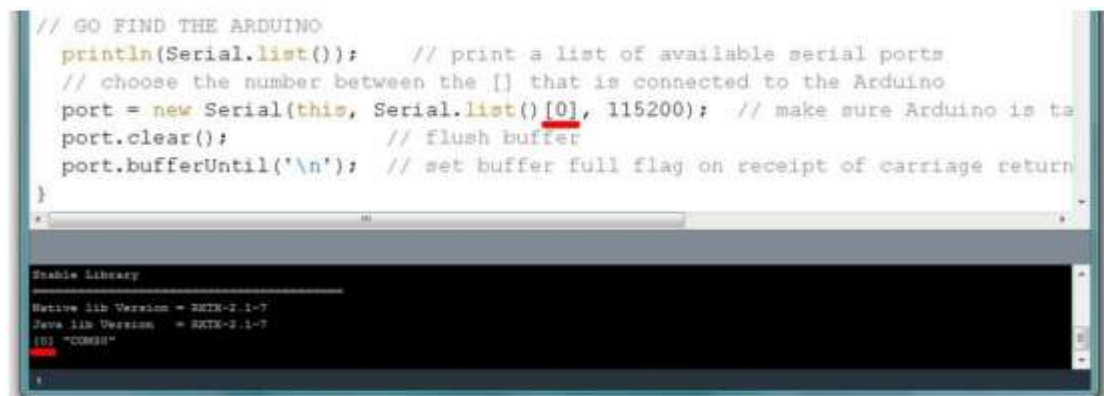 // GO FIND THE ARDUINO
println(Serial.list());    // print a list of available serial ports
// choose the number between the [] that is connected to the Arduino
port = new Serial(this, Serial.list()[0], 115200);  // make sure Arduino is ta
port.clear();            // flush buffer
port.bufferUntil('\n');  // set buffer full flag on receipt of carriage return
}
Stable Library
Native lib Version = RXTX-2.1-7
Java lib Version   = RXTX-2.1-7
[0]